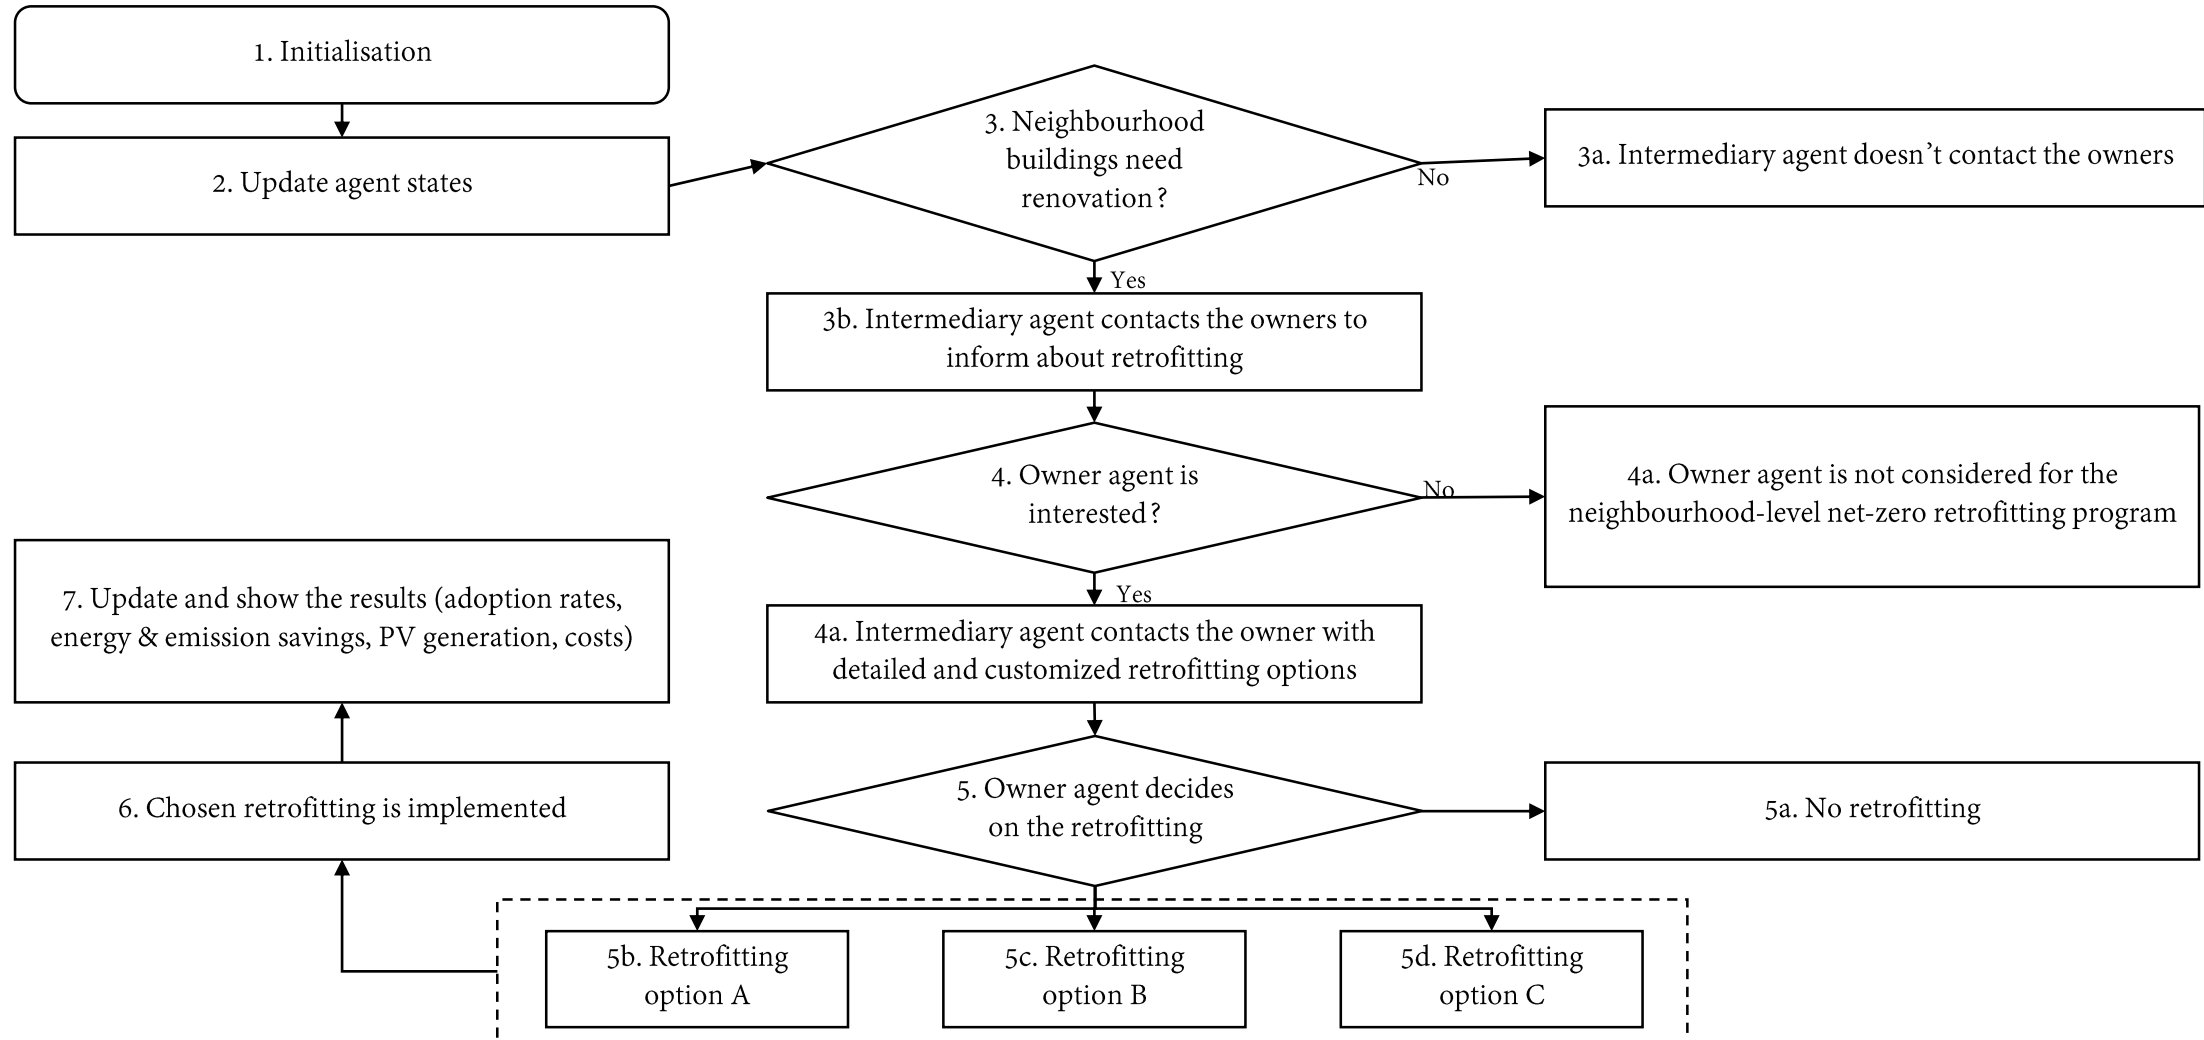 1. Initialisation
2. Update agent states
3. Neighbourhood
buildings need
renovation?
No
3a. Intermediary agent doesn't contact the owners
Yes
3b. Intermediary agent contacts the owners to
inform about retrofitting
4. Owner agent is
interested?
No
4a. Owner agent is not considered for the
neighbourhood-level net-zero retrofitting program
Yes
4a. Intermediary agent contacts the owner with
detailed and customized retrofitting options
5. Owner agent decides
on the retrofitting
5a. No retrofitting
5b. Retrofitting
option A
5c. Retrofitting
option B
5d. Retrofitting
option C
6. Chosen retrofitting is implemented
7. Update and show the results (adoption rates,
energy & emission savings, PV generation, costs)